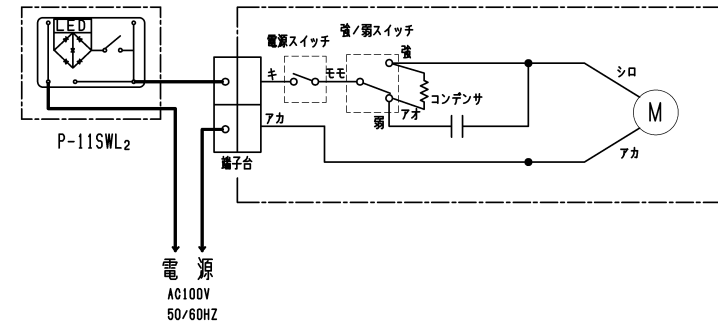 LED
P-11SWL2
端子台
キ
アカ
電源スイッチ
モモ
強/弱スイッチ
強
弱
アオ
コンデンサ
シロ
M
アカ
電 源
AC100V
50/60HZ